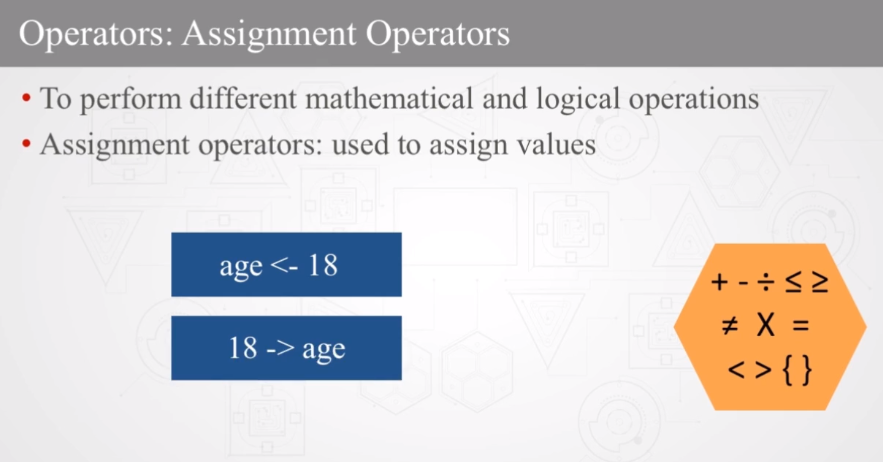 Operators: Assignment Operators
• To perform different mathematical and logical operations
• Assignment operators: used to assign values
age <- 18
18 -> age
+ - ÷ ≤ ≥
≠ X =
< > { }